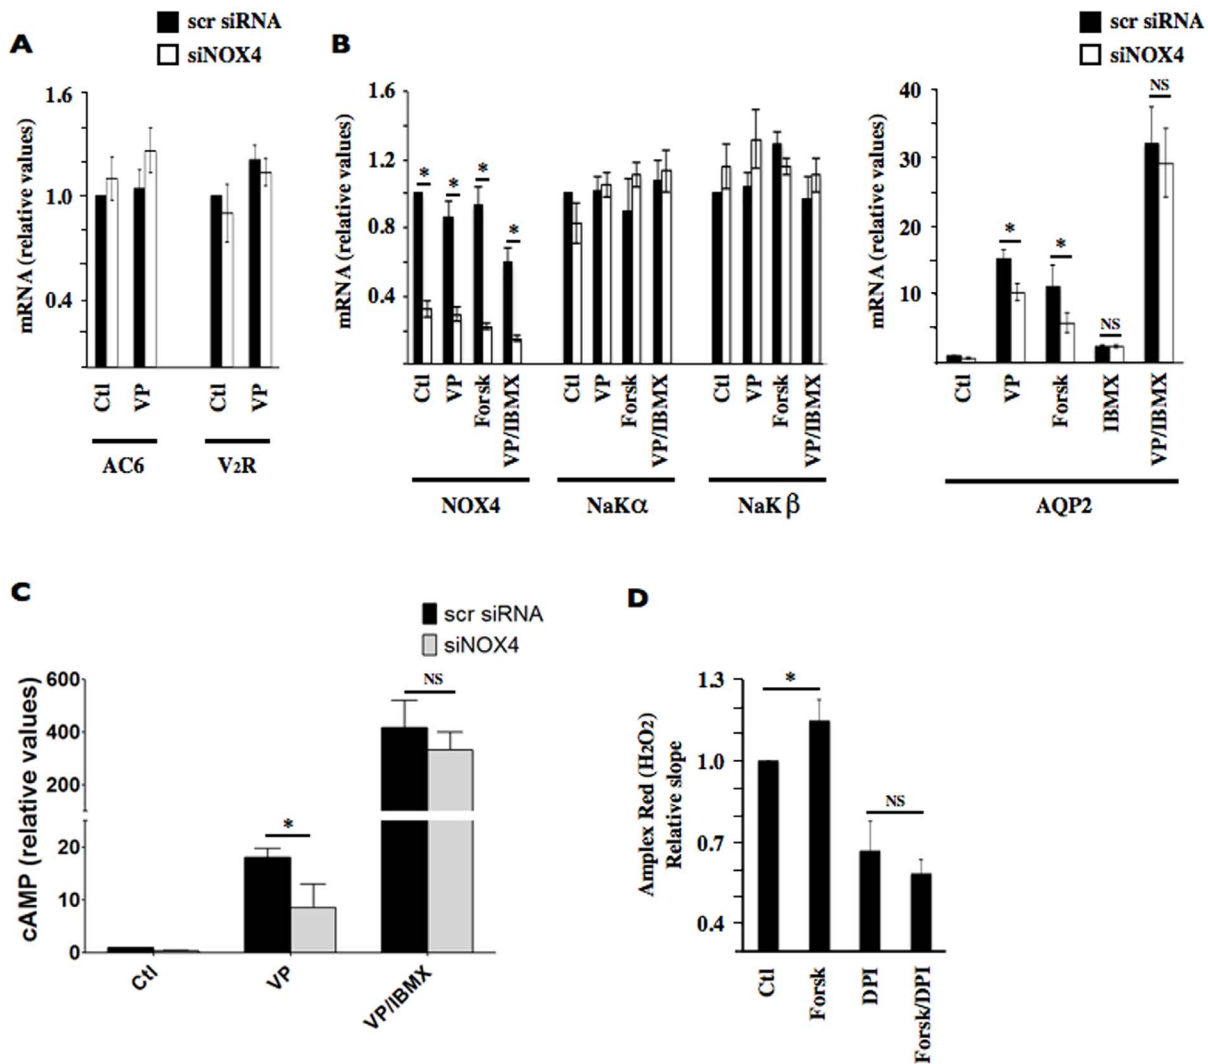 A
scr siRNA
siNOX4
mRNA (relative values)
1.6
1.0
0.4
Ctl
VP
Ctl
VP
AC6
V2R
B
mRNA (relative values)
1.6
1.2
0.8
0.4
*
*
*
*
Ctl
VP
Forsk
VP/IBMX
NOX4
NaKα
NaK β
scr siRNA
siNOX4
mRNA (relative values)
40
30
20
10
*
*
NS
NS
Ctl
VP
Forsk
IBMX
VP/IBMX
Ctl
VP
Forsk
VP/IBMX
Ctl
VP
Forsk
VP/IBMX
AQP2
C
scr siRNA
siNOX4
cAMP (relative values)
600
400
200
20
10
0
*
NS
Ctl
VP
VP/IBMX
D
Amplex Red (H2O2)
Relative slope
1.3
1.0
0.7
0.4
*
NS
Ctl
Forsk
DPI
Forsk/DPI